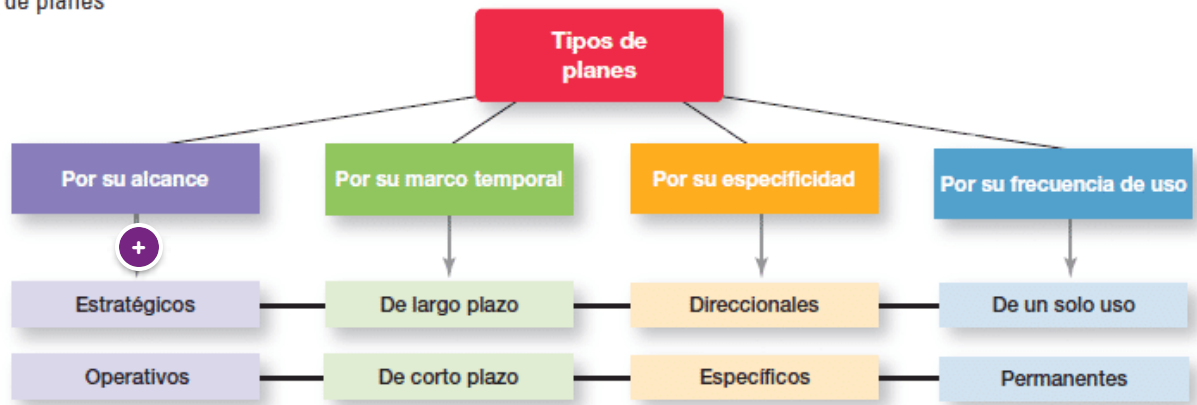 de planes
Tipos de
planes
Por su alcance
Por su marco temporal
Por su especificidad
Por su frecuencia de uso
+
Estratégicos
De largo plazo
Direccionales
De un solo uso
Operativos
De corto plazo
Específicos
Permanentes